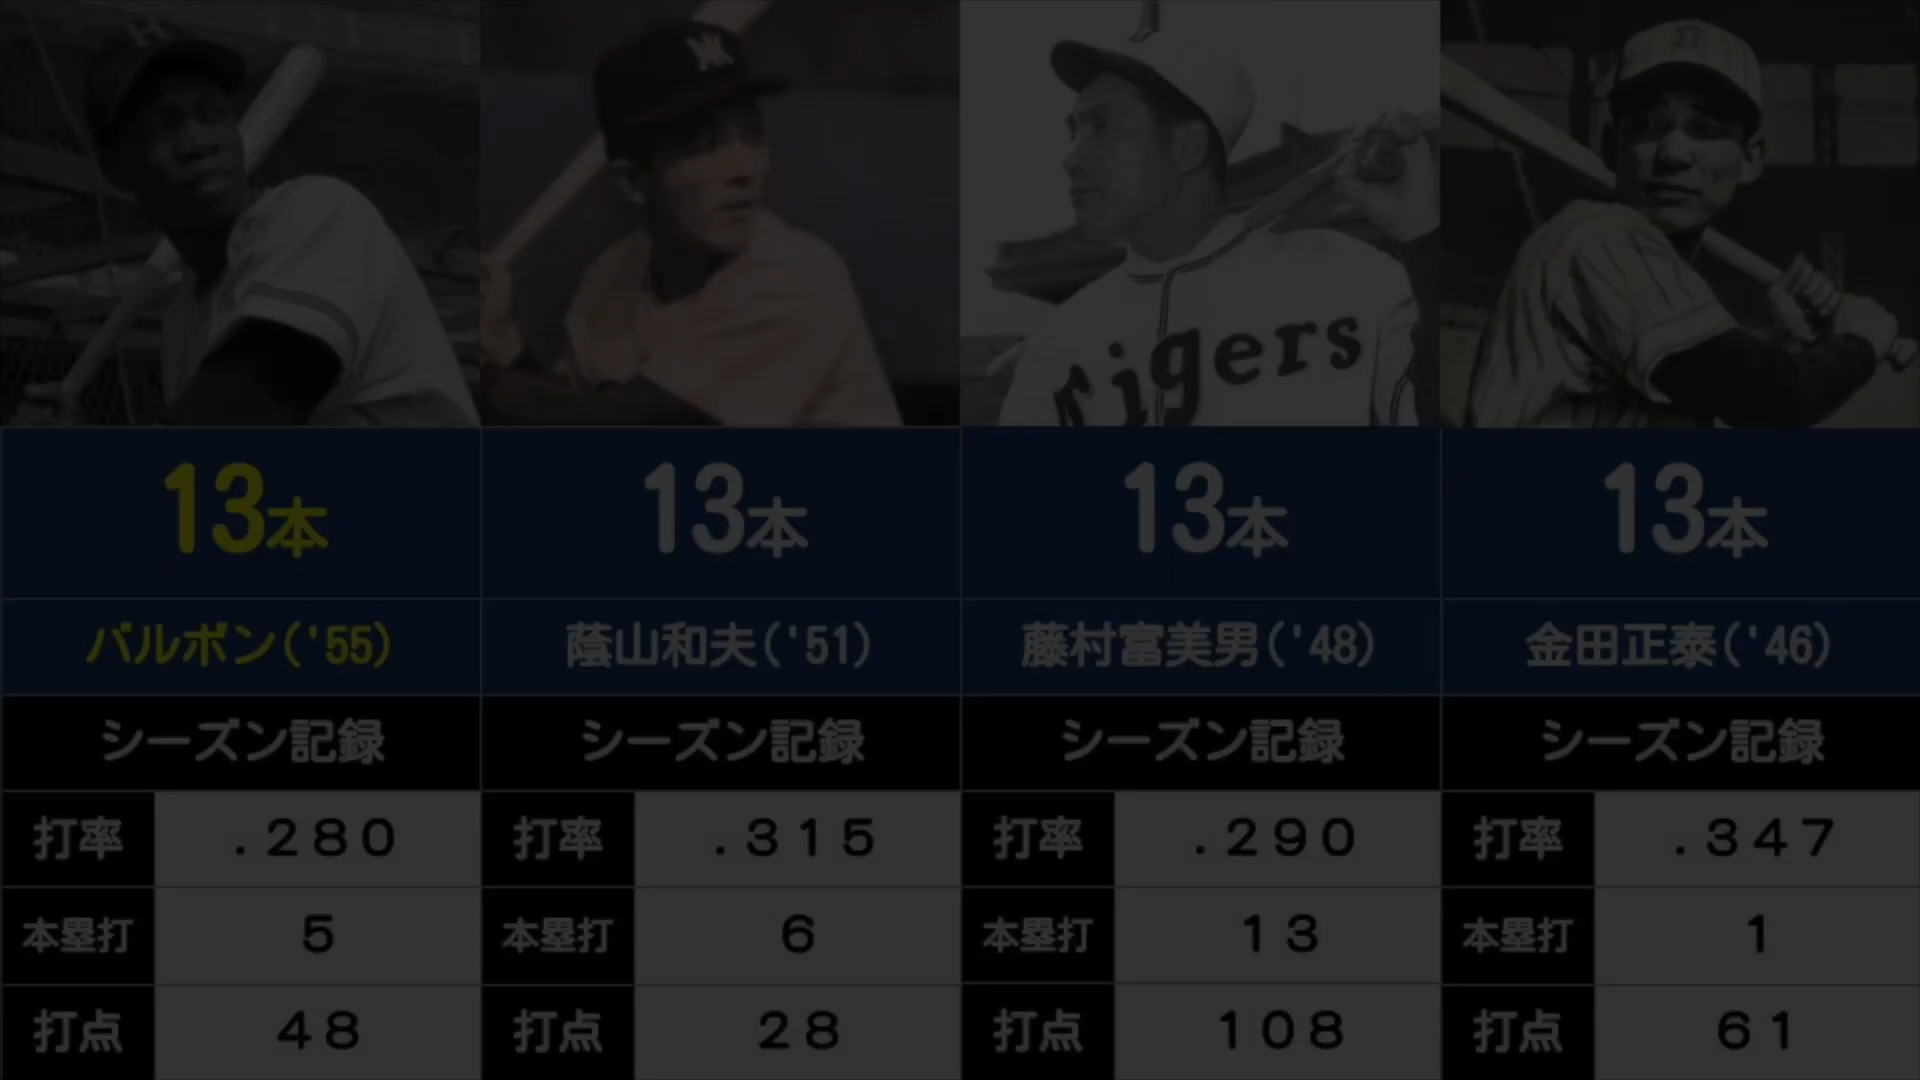 Tigers
13本 13本 13本 13本
バルボン('55) 蔭山和夫('51) 藤村富美男('48) 金田正泰('46)
シーズン記録 シーズン記録 シーズン記録 シーズン記録
打率 .280 打率 .315 打率 .290 打率 .347
本塁打 5 本塁打 6 本塁打 13 本塁打 1
打点 48 打点 28 打点 108 打点 61